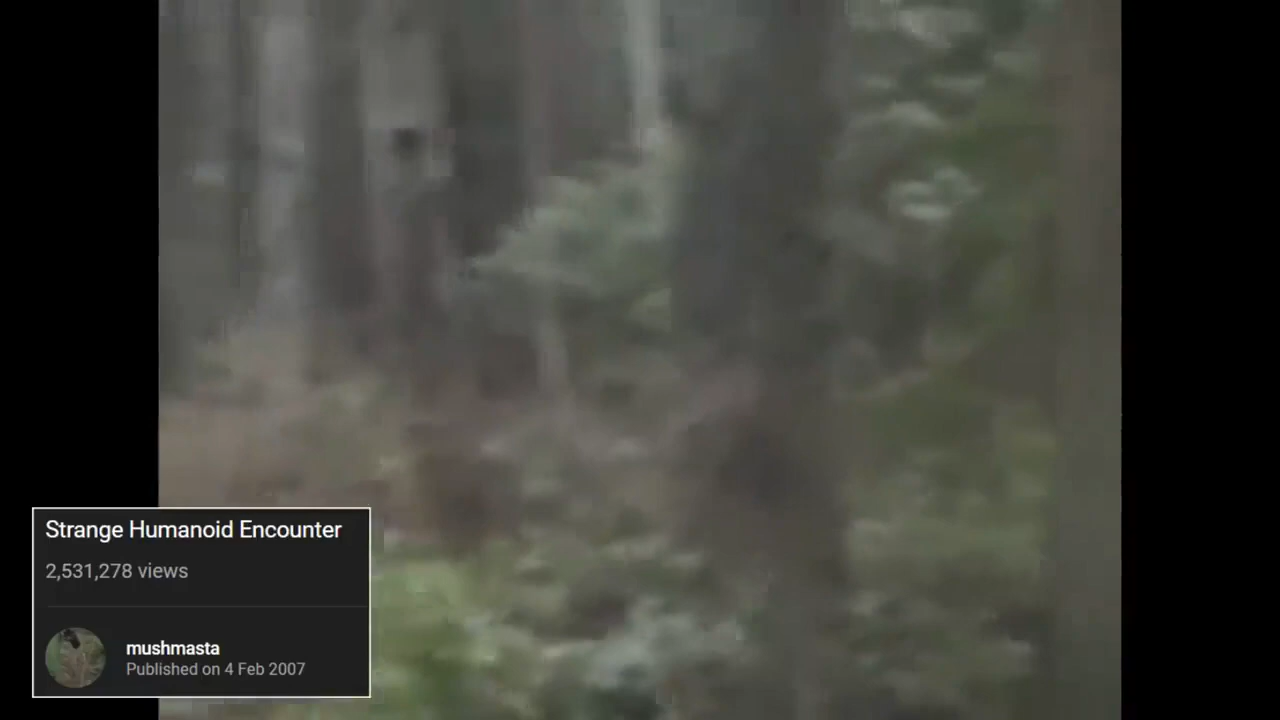 Strange Humanoid Encounter
2,531,278 views
mushmasta
Published on 4 Feb 2007